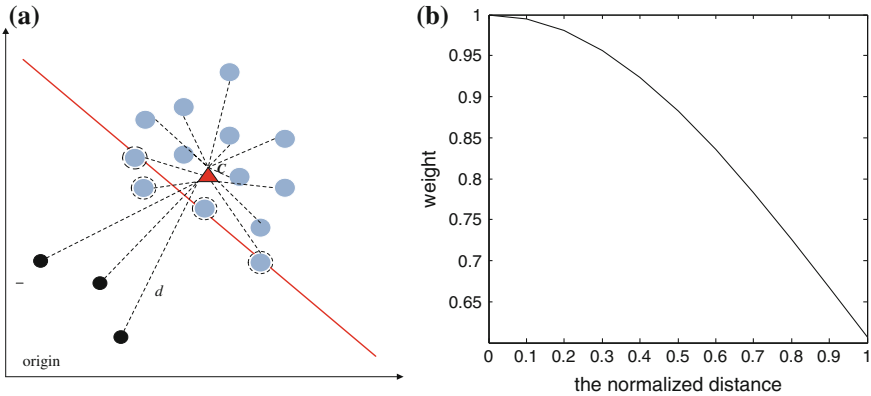 (a)
C
d
–
origin
(b)
1
0.95
0.9
0.85
0.8
0.75
0.7
0.65
weight
0 0.1 0.2 0.3 0.4 0.5 0.6 0.7 0.8 0.9 1
the normalized distance